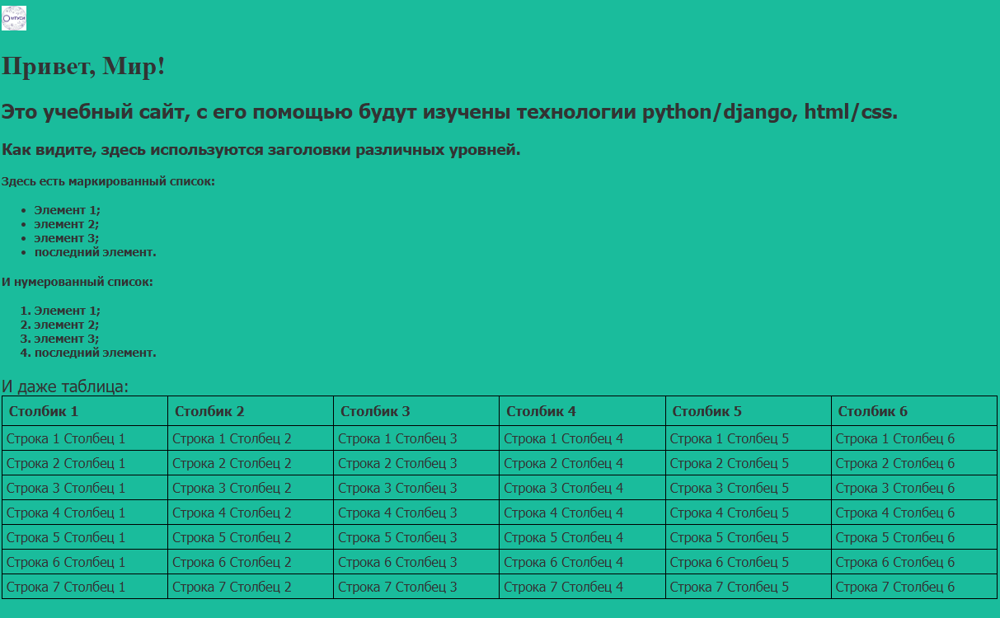 МТУСИ
Привет, Мир!
Это учебный сайт, с его помощью будут изучены технологии python/django, html/css.
Как видите, здесь используются заголовки различных уровней.
Здесь есть маркированный список:
• Элемент 1;
• элемент 2;
• элемент 3;
• последний элемент.
И нумерованный список:
1. Элемент 1;
2. элемент 2;
3. элемент 3;
4. последний элемент.
И даже таблица:
Столбик 1 Столбик 2 Столбик 3 Столбик 4 Столбик 5 Столбик 6
Строка 1 Столбец 1 Строка 1 Столбец 2 Строка 1 Столбец 3 Строка 1 Столбец 4 Строка 1 Столбец 5 Строка 1 Столбец 6
Строка 2 Столбец 1 Строка 2 Столбец 2 Строка 2 Столбец 3 Строка 2 Столбец 4 Строка 2 Столбец 5 Строка 2 Столбец 6
Строка 3 Столбец 1 Строка 3 Столбец 2 Строка 3 Столбец 3 Строка 3 Столбец 4 Строка 3 Столбец 5 Строка 3 Столбец 6
Строка 4 Столбец 1 Строка 4 Столбец 2 Строка 4 Столбец 3 Строка 4 Столбец 4 Строка 4 Столбец 5 Строка 4 Столбец 6
Строка 5 Столбец 1 Строка 5 Столбец 2 Строка 5 Столбец 3 Строка 5 Столбец 4 Строка 5 Столбец 5 Строка 5 Столбец 6
Строка 6 Столбец 1 Строка 6 Столбец 2 Строка 6 Столбец 3 Строка 6 Столбец 4 Строка 6 Столбец 5 Строка 6 Столбец 6
Строка 7 Столбец 1 Строка 7 Столбец 2 Строка 7 Столбец 3 Строка 7 Столбец 4 Строка 7 Столбец 5 Строка 7 Столбец 6